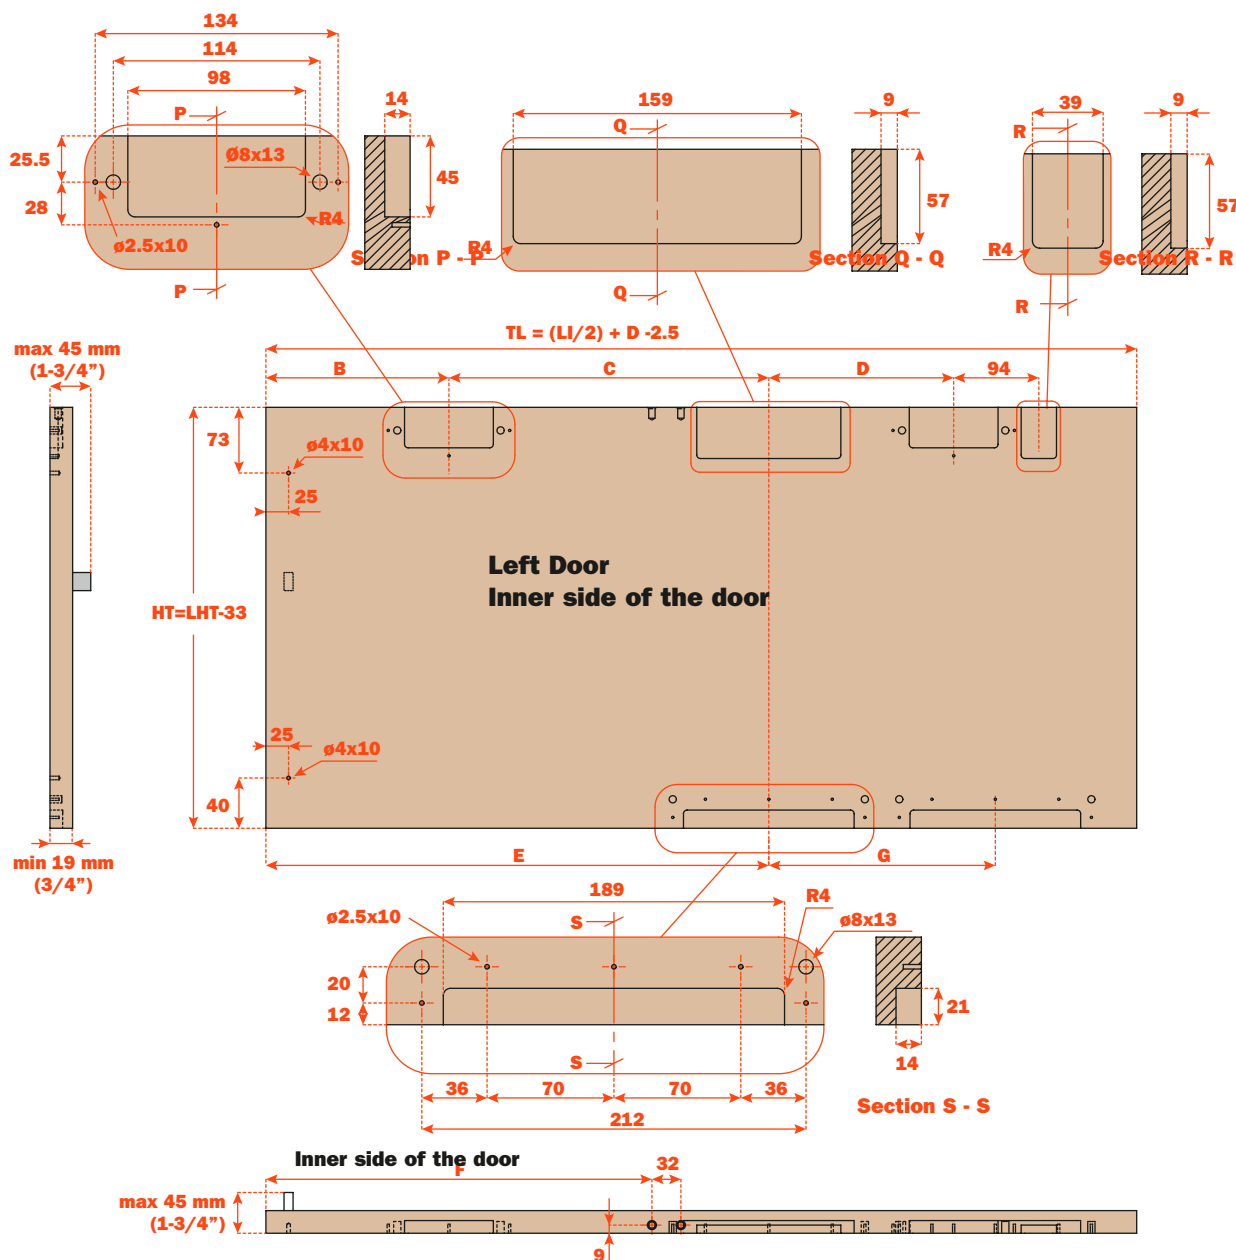 134
114
98
P
25.5
28
Ø8x13
R4
ø2.5x10
P
14
45
Section P - P
159
Q
R4
Q
9
57
Section Q - Q
39
R
R4
R
9
57
Section R - R
TL = (LI/2) + D -2.5
max 45 mm
(1-3/4”)
B
C
D
94
73
ø4x10
25
Left Door
Inner side of the door
HT=LHT-33
25
ø4x10
40
min 19 mm
(3/4”)
E
G
189
R4
ø2.5x10
S
ø8x13
20
12
21
S
14
36
70
70
36
Section S - S
212
Inner side of the door
F
32
max 45 mm
(1-3/4”)
9